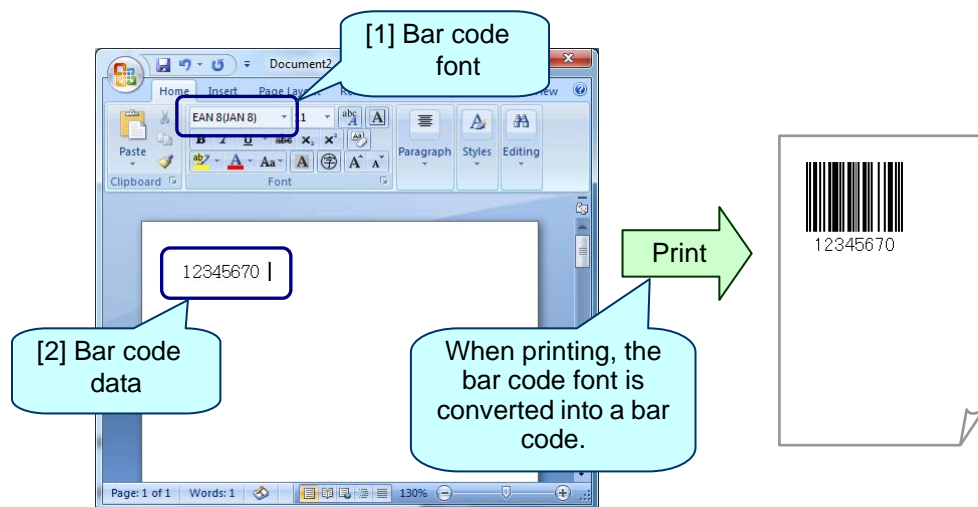 [1] Bar code
font
Document2
Home Insert Page Layout
EAN 8(JAN 8)
Paste
Clipboard
Font
Paragraph Styles Editing
12345670
[2] Bar code
data
Print
When printing, the
bar code font is
converted into a bar
code.
12345670
Page: 1 of 1 Words: 1 130%